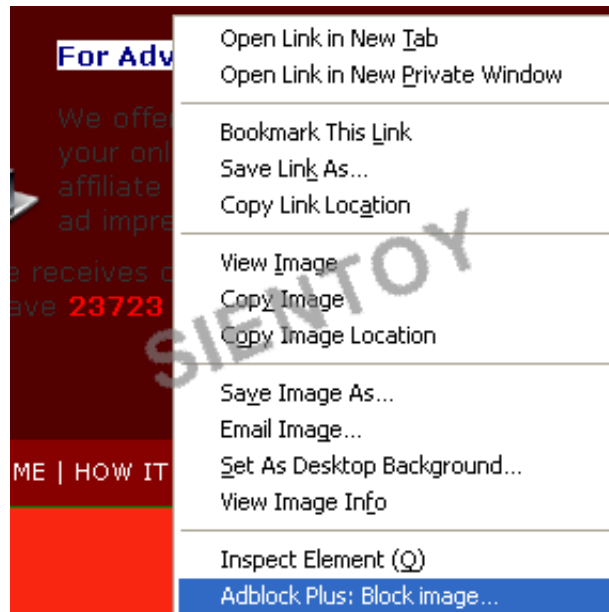 For Adv
We offe
your onl
affiliate
ad impre
e receives
ave 23723
ME | HOW IT
Open Link in New Tab
Open Link in New Private Window
Bookmark This Link
Save Link As...
Copy Link Location
View Image
Copy Image
Copy Image Location
Save Image As...
Email Image...
Set As Desktop Background...
View Image Info
Inspect Element (Q)
Adblock Plus: Block image...
SIENTOY